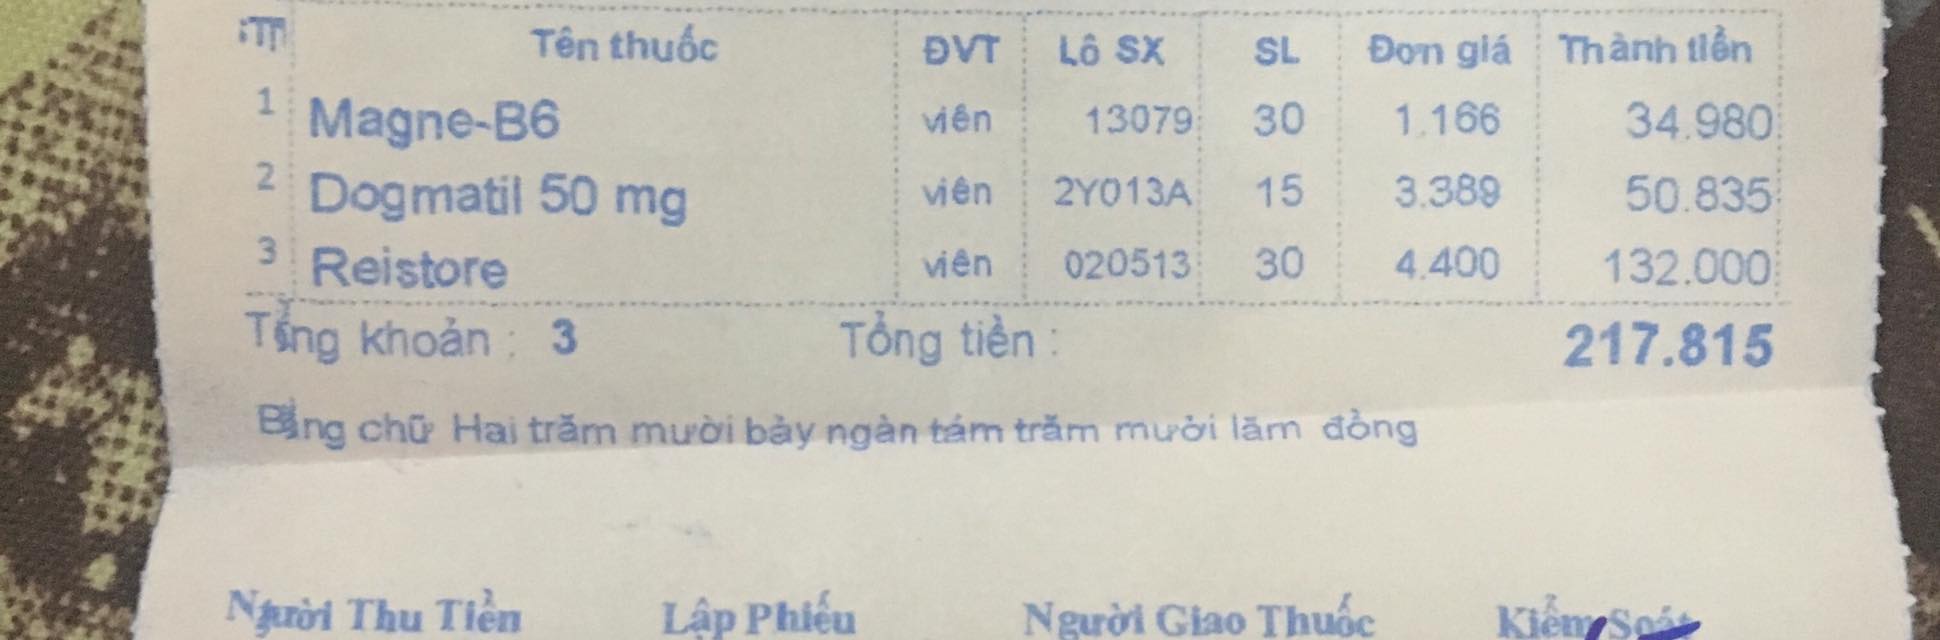 TT Tên thuốc ĐVT Lô SX SL Đơn giá Thành tiền
1 Magne-B6 viên 13079 30 1.166 34.980
2 Dogmatil 50 mg viên 2Y013A 15 3.389 50.835
3 Reistore viên 020513 30 4.400 132.000
Tổng khoản : 3 Tổng tiền : 217.815
Bằng chữ Hai trăm mười bảy ngàn tám trăm mười lăm đồng
Người Thu Tiền Lập Phiếu Người Giao Thuốc Kiểm Soát